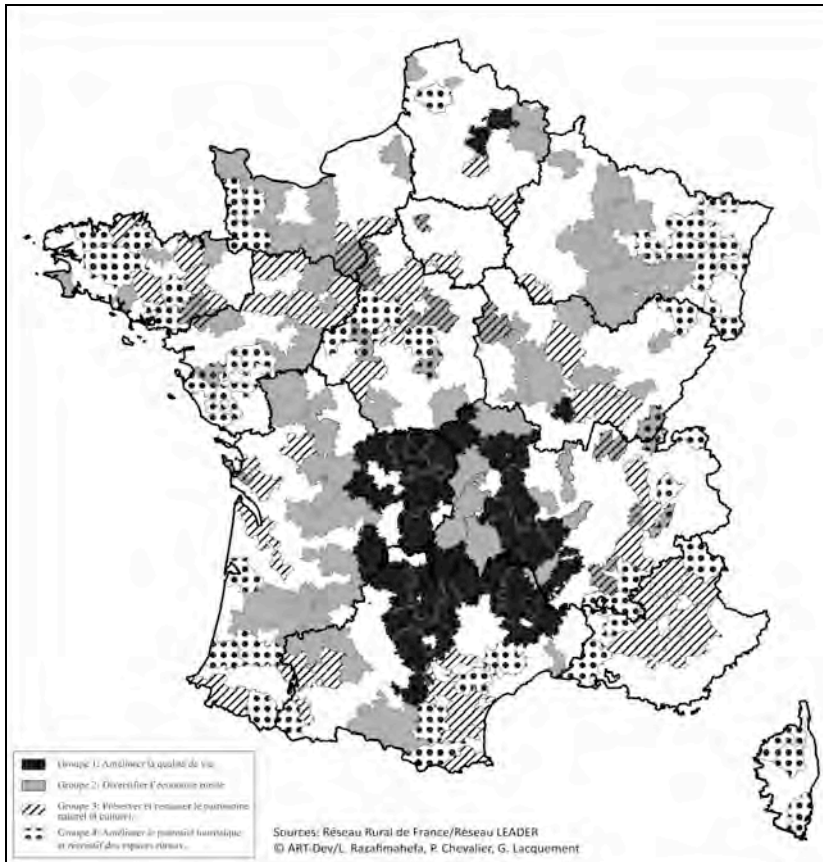 Groupe 1: Améliorer la qualité de vie
Groupe 2: Diversifier l'économie rurale
Groupe 3: Préserver et restaurer le patrimoine
naturel et culturel.
Groupe 4: Améliorer le potentiel touristique
et récréatif des espaces ruraux.
Sources: Réseau Rural de France/Réseau LEADER
© ART-Dev/L. Razafimahefa, P. Chevalier, G. Lacquement